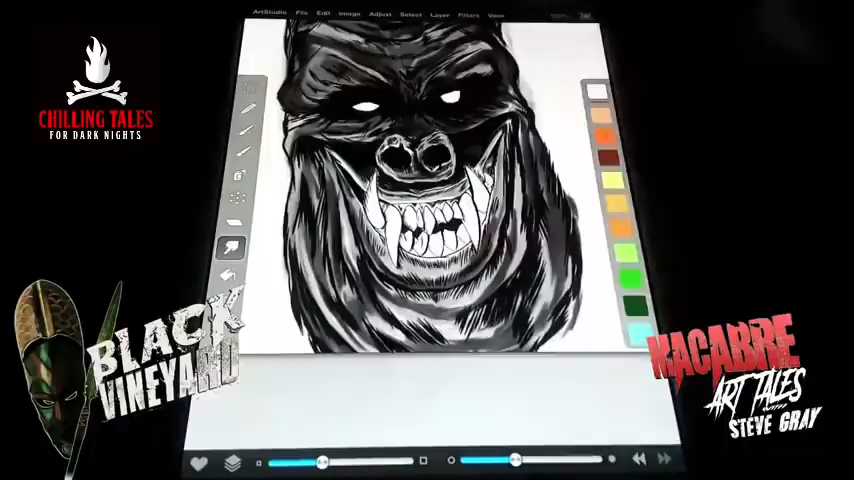 ArtStudio File Edit Image Adjust Select Layer Filters View
CHILLING TALES
FOR DARK NIGHTS
BLACK
VINEYARD
MACABRE
ART TALES
WITH
STEVE GRAY